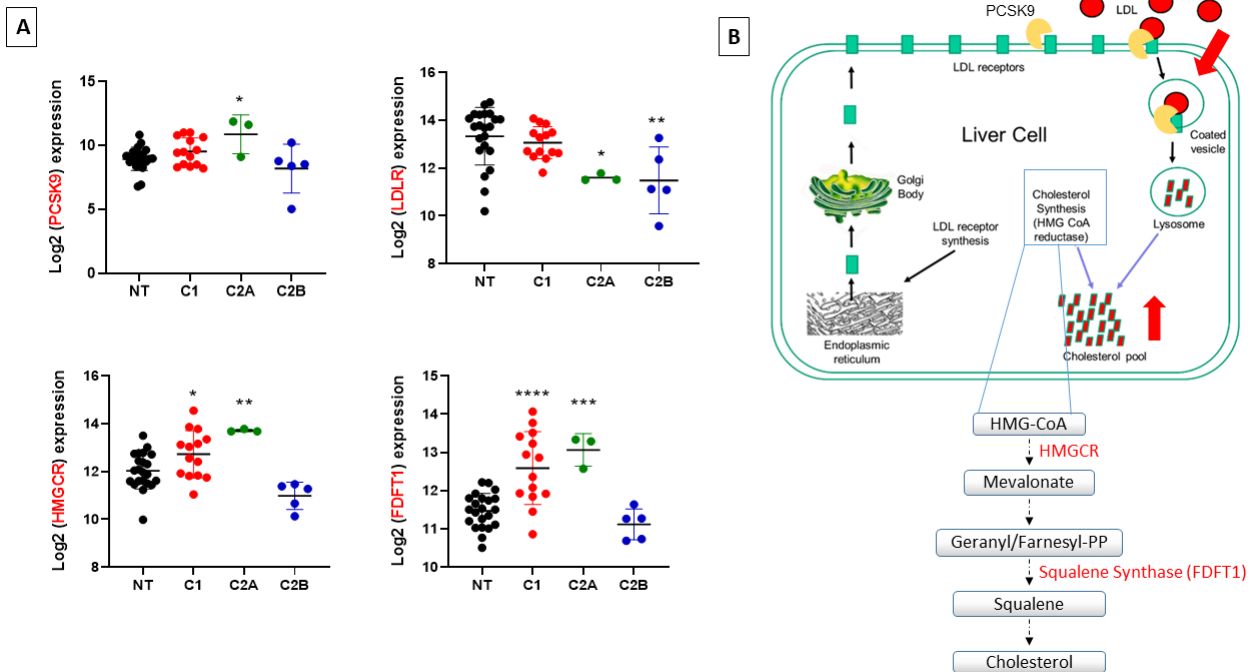 A
Log2 (PCSK9) expression
15
10
5
0
*
NT C1 C2A C2B
Log2 (LDLR) expression
16
14
12
10
8
*
**
NT C1 C2A C2B
Log2 (HMGCR) expression
16
14
12
10
8
*
**
NT C1 C2A C2B
Log2 (FDFT1) expression
15
14
13
12
11
10
****
***
NT C1 C2A C2B
B
PCSK9
LDL
LDL receptors
Liver Cell
Coated
vesicle
Golgi
Body
Cholesterol
Synthesis
(HMG CoA
reductase)
Lysosome
LDL receptor
synthesis
Endoplasmic
reticulum
Cholesterol pool
HMG-CoA
HMGCR
Mevalonate
Geranyl/Farnesyl-PP
Squalene Synthase (FDFT1)
Squalene
Cholesterol